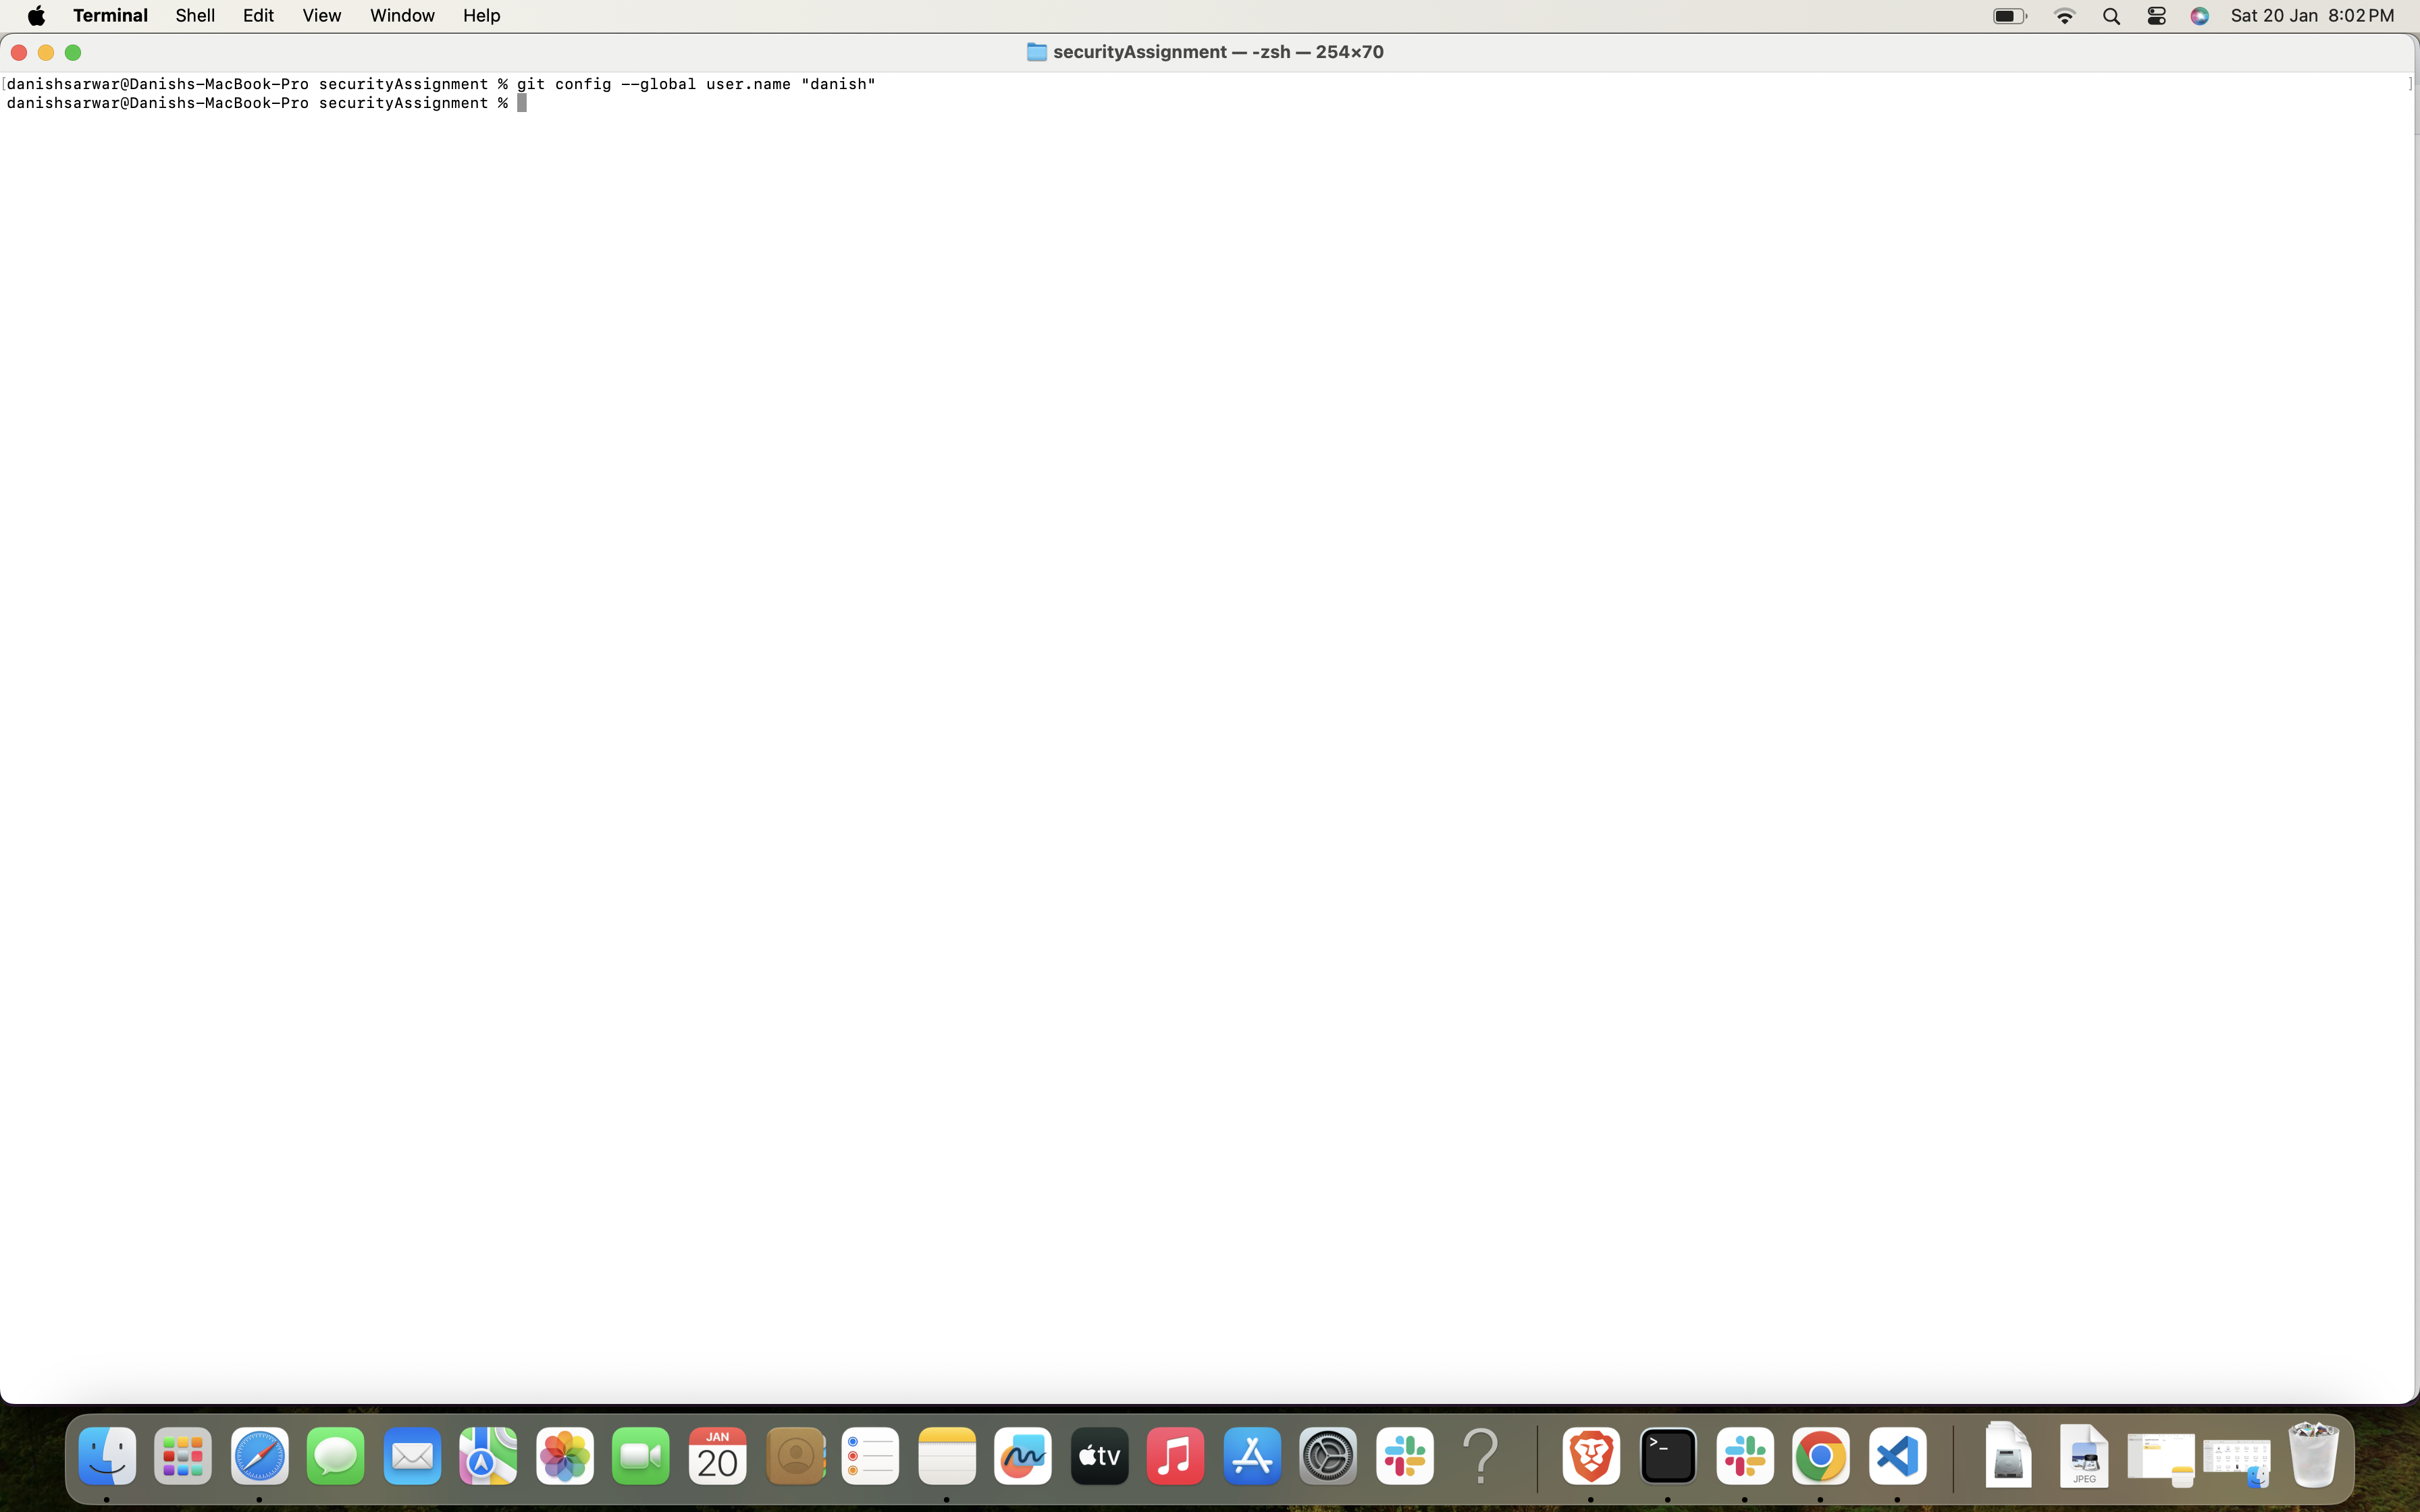 Terminal Shell Edit View Window Help Sat 20 Jan 8:02 PM
securityAssignment — -zsh — 254×70
[danishsarwar@Danishs-MacBook-Pro securityAssignment % git config --global user.name "danish" ]
danishsarwar@Danishs-MacBook-Pro securityAssignment %
JAN
20
tv
>_
JPEG